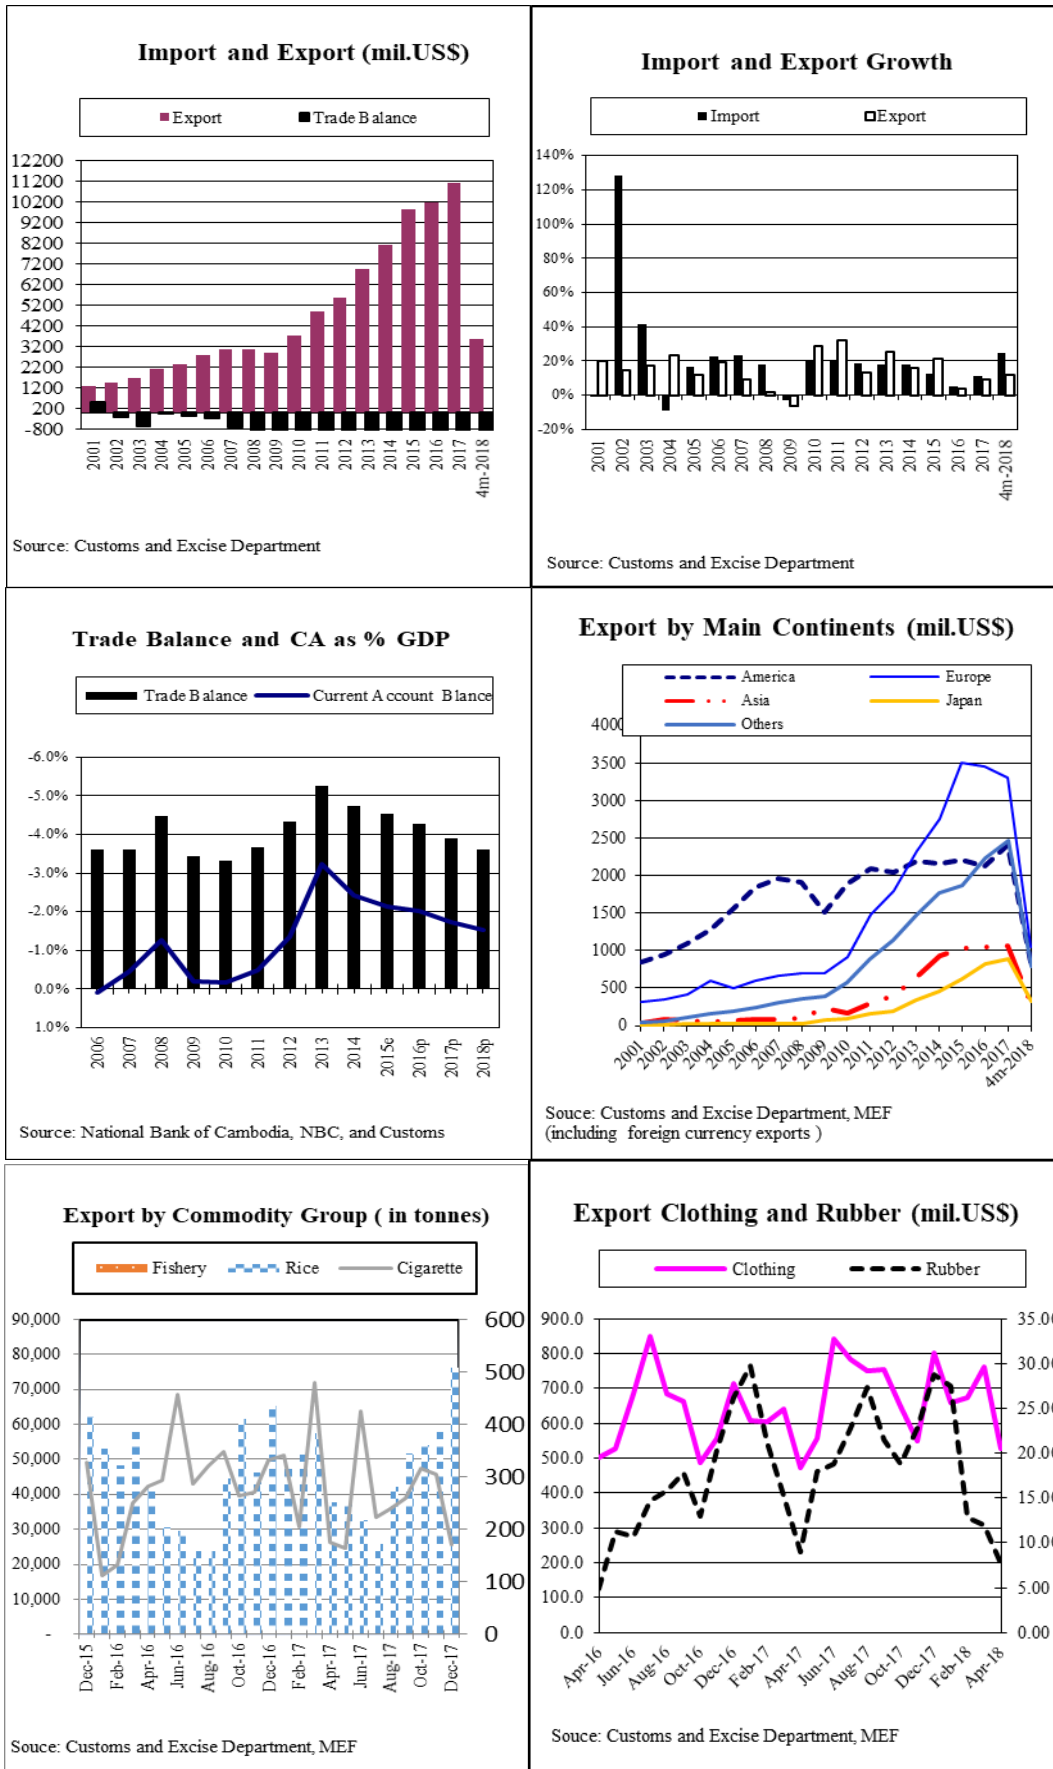 Import and Export (mil.US$)
Export
Trade Balance
12200
11200
10200
9200
8200
7200
6200
5200
4200
3200
2200
1200
200
-800
2001
2002
2003
2004
2005
2006
2007
2008
2009
2010
2011
2012
2013
2014
2015
2016
2017
4m-2018
Source: Customs and Excise Department
Import and Export Growth
Import
Export
140%
120%
100%
80%
60%
40%
20%
0%
-20%
2001
2002
2003
2004
2005
2006
2007
2008
2009
2010
2011
2012
2013
2014
2015
2016
2017
4m-2018
Source: Customs and Excise Department
Trade Balance and CA as % GDP
Trade Balance
Current Account Blance
-6.0%
-5.0%
-4.0%
-3.0%
-2.0%
-1.0%
0.0%
1.0%
2006
2007
2008
2009
2010
2011
2012
2013
2014
2015e
2016p
2017p
2018p
Source: National Bank of Cambodia, NBC, and Customs
Export by Main Continents (mil.US$)
America
Europe
Asia
Japan
Others
4000
3500
3000
2500
2000
1500
1000
500
0
2001
2002
2003
2004
2005
2006
2007
2008
2009
2010
2011
2012
2013
2014
2015
2016
2017
4m-2018
Souce: Customs and Excise Department, MEF
(including foreign currency exports )
Export by Commodity Group ( in tonnes)
Fishery
Rice
Cigarette
90,000
80,000
70,000
60,000
50,000
40,000
30,000
20,000
10,000
-
600
500
400
300
200
100
0
Dec-15
Feb-16
Apr-16
Jun-16
Aug-16
Oct-16
Dec-16
Feb-17
Apr-17
Jun-17
Aug-17
Oct-17
Dec-17
Souce: Customs and Excise Department, MEF
Export Clothing and Rubber (mil.US$)
Clothing
Rubber
900.0
800.0
700.0
600.0
500.0
400.0
300.0
200.0
100.0
0.0
35.00
30.00
25.00
20.00
15.00
10.00
5.00
0.00
Apr-16
Jun-16
Aug-16
Oct-16
Dec-16
Feb-17
Apr-17
Jun-17
Aug-17
Oct-17
Dec-17
Feb-18
Apr-18
Souce: Customs and Excise Department, MEF